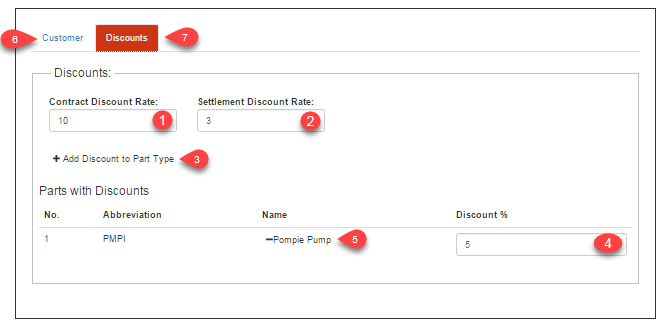 6 Customer Discounts 7
Discounts:
Contract Discount Rate: Settlement Discount Rate:
10 1 3 2
+ Add Discount to Part Type 3
Parts with Discounts
No. Abbreviation Name Discount %
1 PMPI −Pompie Pump 5 5 4